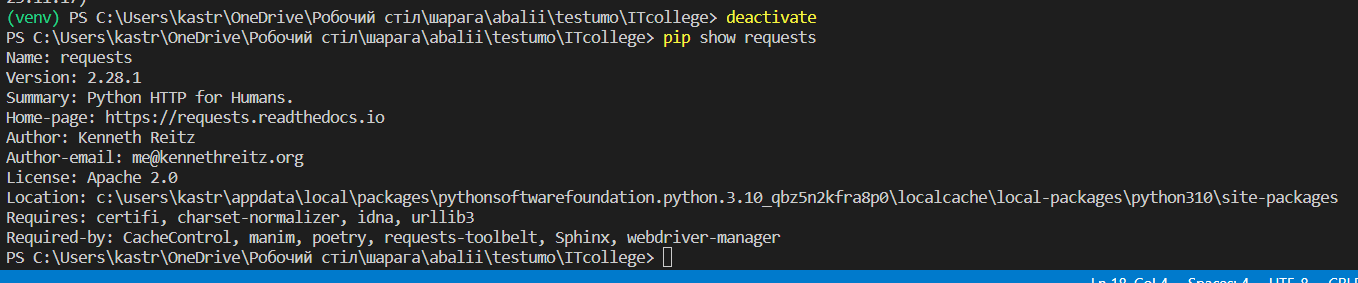 (venv) PS C:\Users\kastr\OneDrive\Робочий стіл\шарага\abalii\testumo\ITcollege> deactivate
PS C:\Users\kastr\OneDrive\Робочий стіл\шарага\abalii\testumo\ITcollege> pip show requests
Name: requests
Version: 2.28.1
Summary: Python HTTP for Humans.
Home-page: https://requests.readthedocs.io
Author: Kenneth Reitz
Author-email: me@kennethreitz.org
License: Apache 2.0
Location: c:\users\kastr\appdata\local\packages\pythonsoftwarefoundation.python.3.10_qbz5n2kfra8p0\localcache\local-packages\python310\site-packages
Requires: certifi, charset-normalizer, idna, urllib3
Required-by: CacheControl, manim, poetry, requests-toolbelt, Sphinx, webdriver-manager
PS C:\Users\kastr\OneDrive\Робочий стіл\шарага\abalii\testumo\ITcollege>
Ln 18, Col 4 Spaces: 4 UTF-8 CRLF